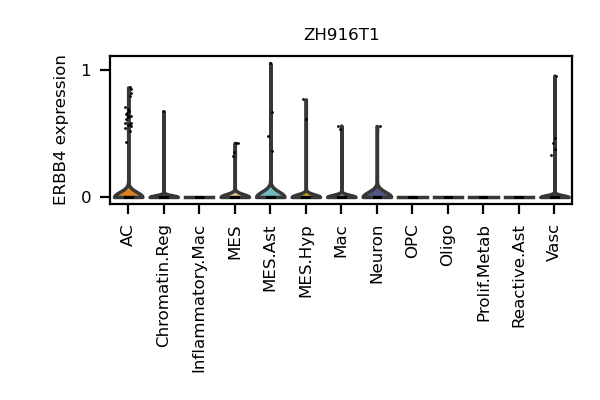 ZH916T1
ERBB4 expression
1
0
AC
Chromatin.Reg
Inflammatory.Mac
MES
MES.Ast
MES.Hyp
Mac
Neuron
OPC
Oligo
Prolif.Metab
Reactive.Ast
Vasc